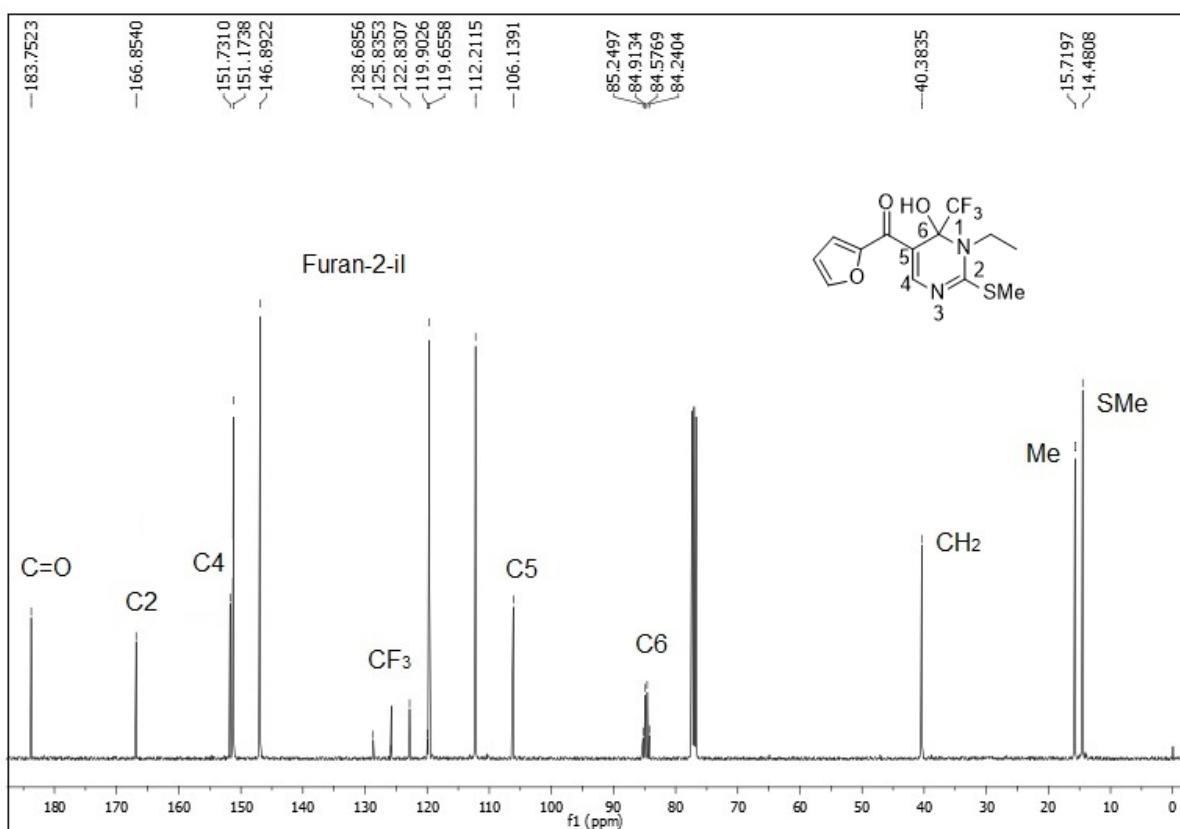 183.7523
166.8540
151.7310
151.1738
146.8922
128.6856
125.8353
122.8307
119.9026
119.6558
112.2115
106.1391
85.2497
84.9134
84.5769
84.2404
40.3835
15.7197
14.4808
O
HO
CF3
6
1
N
5
2
O
4
N
SMe
3
Furan-2-il
SMe
Me
C=O
C4
C5
CH2
C2
CF3
C6
180 170 160 150 140 130 120 110 100 90 80 70 60 50 40 30 20 10 0
f1 (ppm)